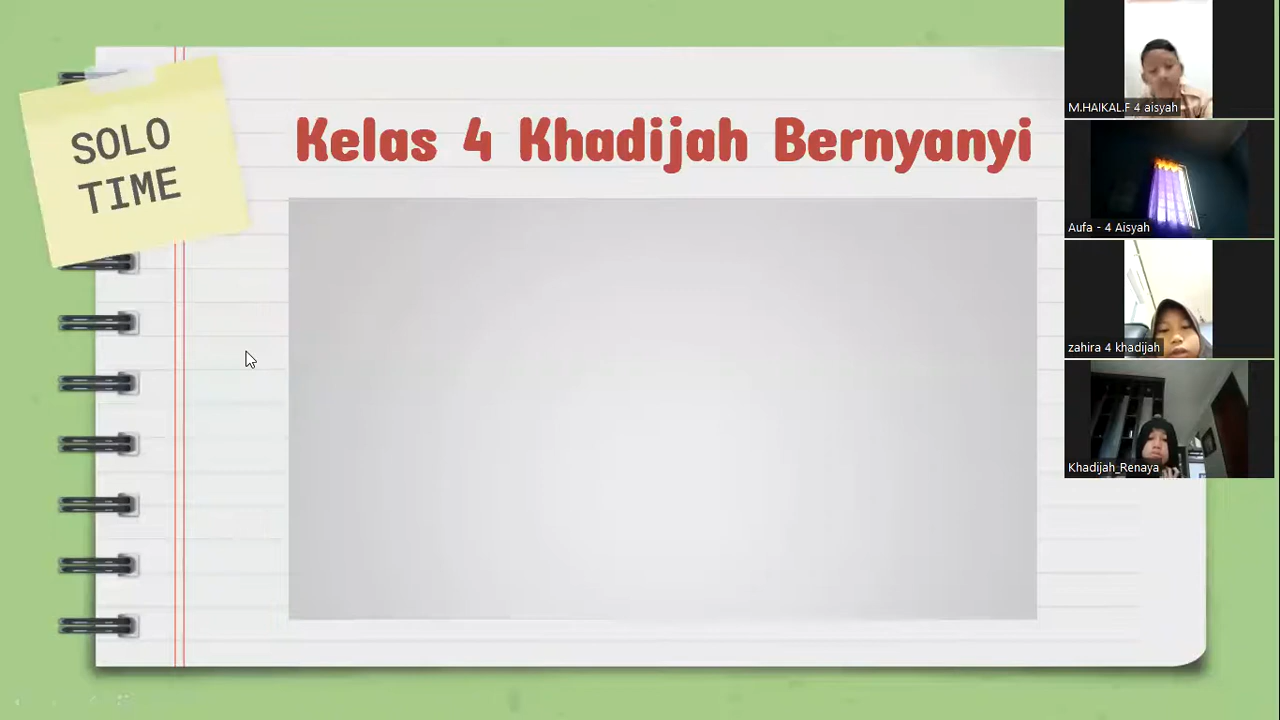 SOLO
TIME
Kelas 4 Khadijah Bernyanyi
M.HAIKAL.F 4 aisyah
Aufa - 4 Aisyah
zahira 4 khadijah
Khadijah_Renaya